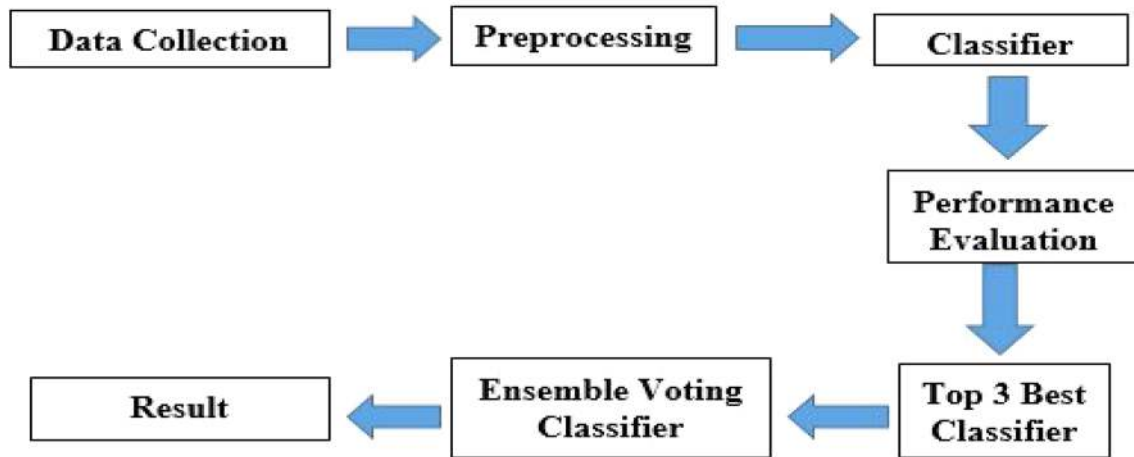 Data Collection
Preprocessing
Classifier
Performance
Evaluation
Top 3 Best
Classifier
Ensemble Voting
Classifier
Result